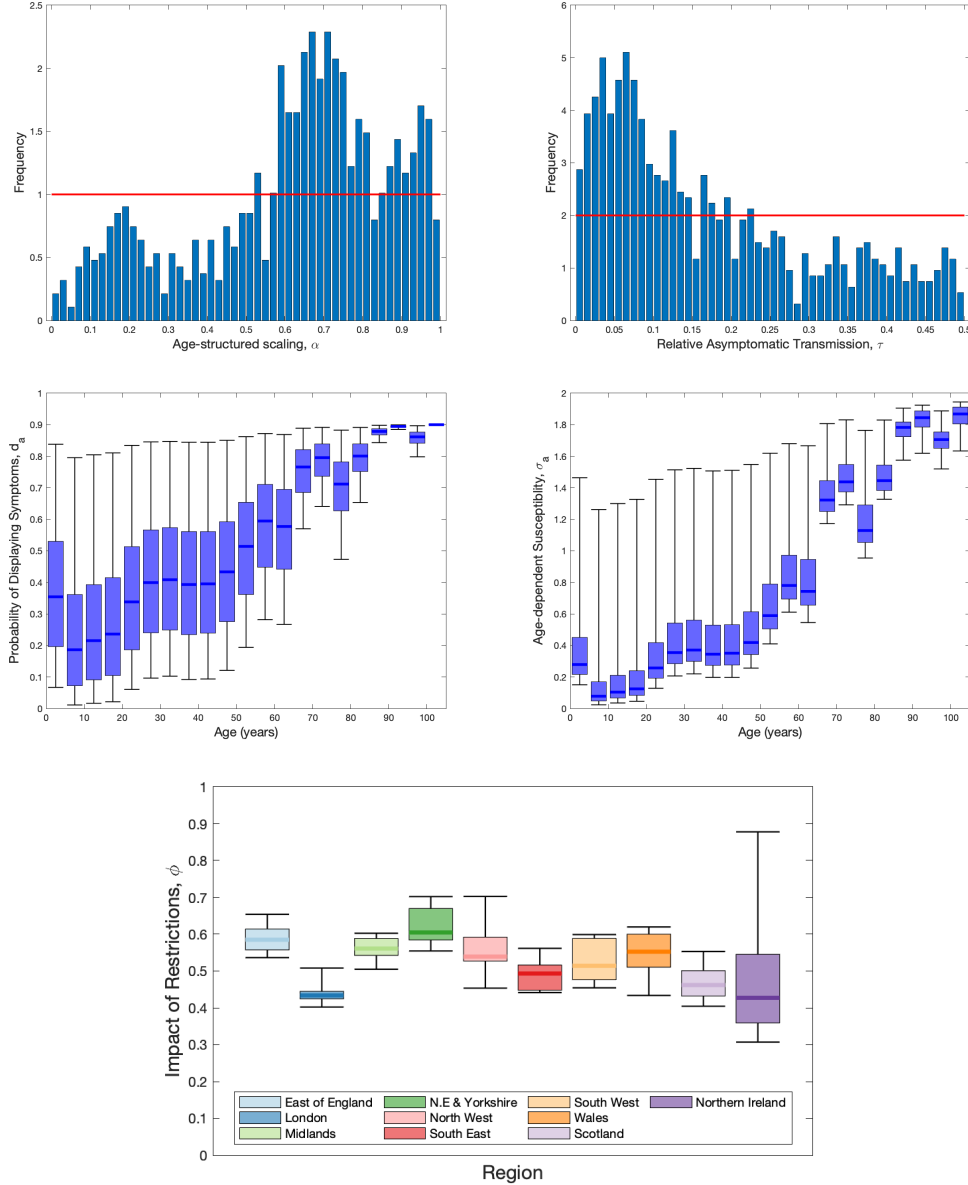 2.5
2
1.5
1
0.5
0
Frequency
0 0.1 0.2 0.3 0.4 0.5 0.6 0.7 0.8 0.9 1
Age-structured scaling, α
6
5
4
3
2
1
0
Frequency
0 0.05 0.1 0.15 0.2 0.25 0.3 0.35 0.4 0.45 0.5
Relative Asymptomatic Transmission, τ
1
0.9
0.8
0.7
0.6
0.5
0.4
0.3
0.2
0.1
0
Probability of Displaying Symptoms, d_a
0 10 20 30 40 50 60 70 80 90 100
Age (years)
2
1.8
1.6
1.4
1.2
1
0.8
0.6
0.4
0.2
0
Age-dependent Susceptiblity, σ_a
0 10 20 30 40 50 60 70 80 90 100
Age (years)
1
0.9
0.8
0.7
0.6
0.5
0.4
0.3
0.2
0.1
0
Impact of Restrictions, ϕ
East of England
London
Midlands
N.E & Yorkshire
North West
South East
South West
Wales
Scotland
Northern Ireland
Region